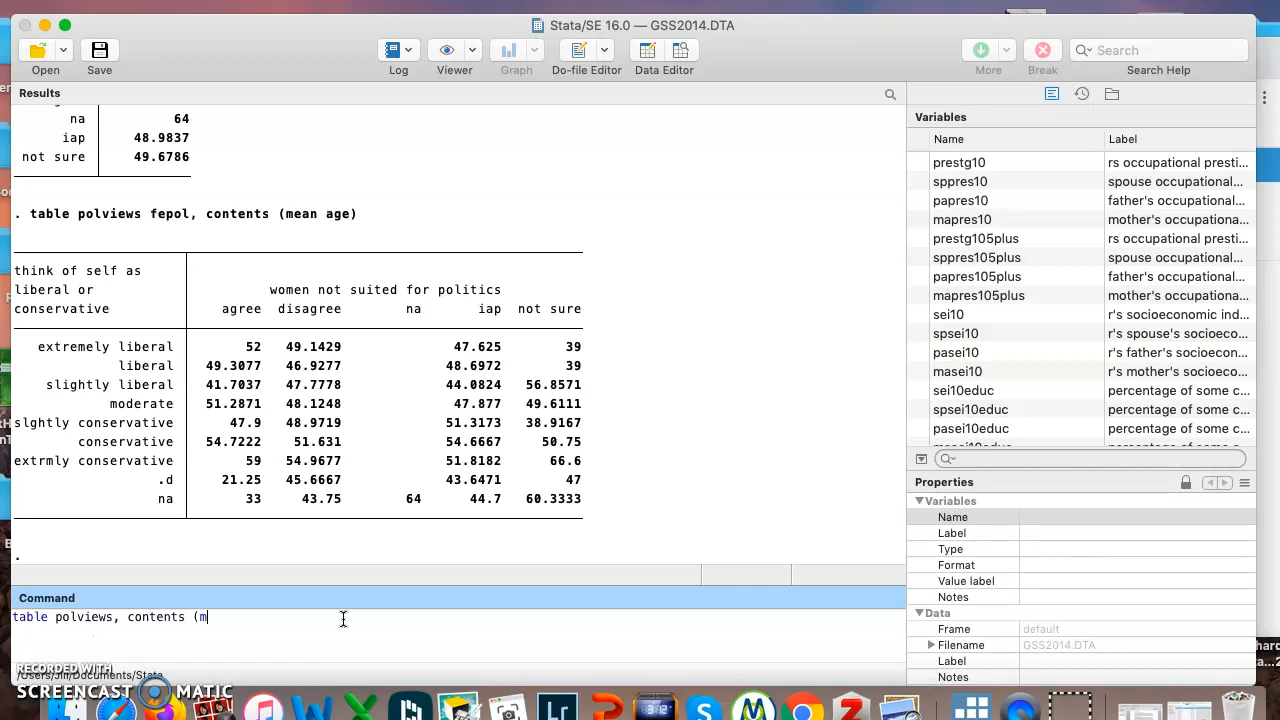 Stata/SE 16.0 — GSS2014.DTA
Open Save Log Viewer Graph Do-file Editor Data Editor More Break Search Search Help
Results
na 64
iap 48.9837
not sure 49.6786
. table polviews fepol, contents (mean age)
think of self as
liberal or women not suited for politics
conservative agree disagree na iap not sure
extremely liberal 52 49.1429 47.625 39
liberal 49.3077 46.9277 48.6972 39
slightly liberal 41.7037 47.7778 44.0824 56.8571
moderate 51.2871 48.1248 47.877 49.6111
slghtly conservative 47.9 48.9719 51.3173 38.9167
conservative 54.7222 51.631 54.6667 50.75
extrmly conservative 59 54.9677 51.8182 66.6
.d 21.25 45.6667 43.6471 47
na 33 43.75 64 44.7 60.3333
.
Command
table polviews, contents (m
/Users/Jill/Documents/Stata
RECORDED WITH
SCREENCAST MATIC
Variables
Name Label
prestg10 rs occupational presti...
sppres10 spouse occupational...
papres10 father's occupations...
mapres10 mother's occupationa...
prestg105plus rs occupational presti...
sppres105plus spouse occupational...
papres105plus father's occupations...
mapres105plus mother's occupationa...
sei10 r's socioeconomic ind...
spsei10 r's spouse's socioeco...
pasei10 r's father's socioecon...
masei10 r's mother's socioeco...
sei10educ percentage of some c...
spsei10educ percentage of some c...
pasei10educ percentage of some c...
Properties
Variables
Name
Label
Type
Format
Value label
Notes
Data
Frame default
Filename GSS2014.DTA
Label
Notes